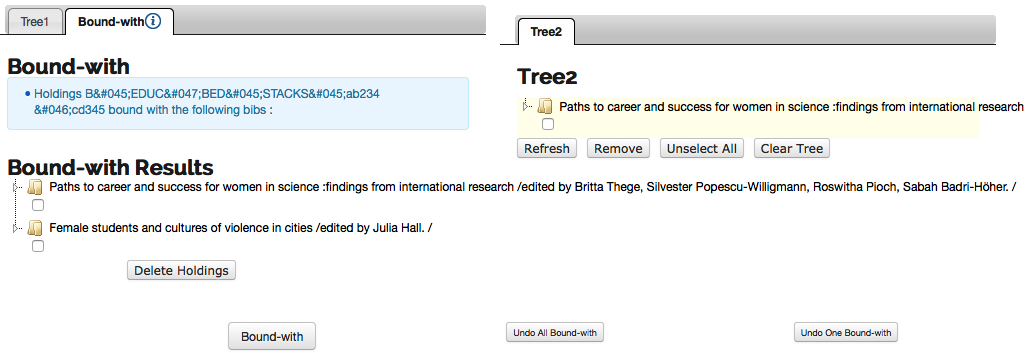 Tree1
Bound-with
Bound-with
Holdings B&#045;EDUC&#047;BED&#045;STACKS&#045;ab234
&#046;cd345 bound with the following bibs :
Bound-with Results
Paths to career and success for women in science :findings from international research /edited by Britta Thege, Silvester Popescu-Willigmann, Roswitha Pioch, Sabah Badri-Höher. /
Female students and cultures of violence in cities /edited by Julia Hall. /
Delete Holdings
Tree2
Tree2
Paths to career and success for women in science :findings from international research
Refresh
Remove
Unselect All
Clear Tree
Bound-with
Undo All Bound-with
Undo One Bound-with